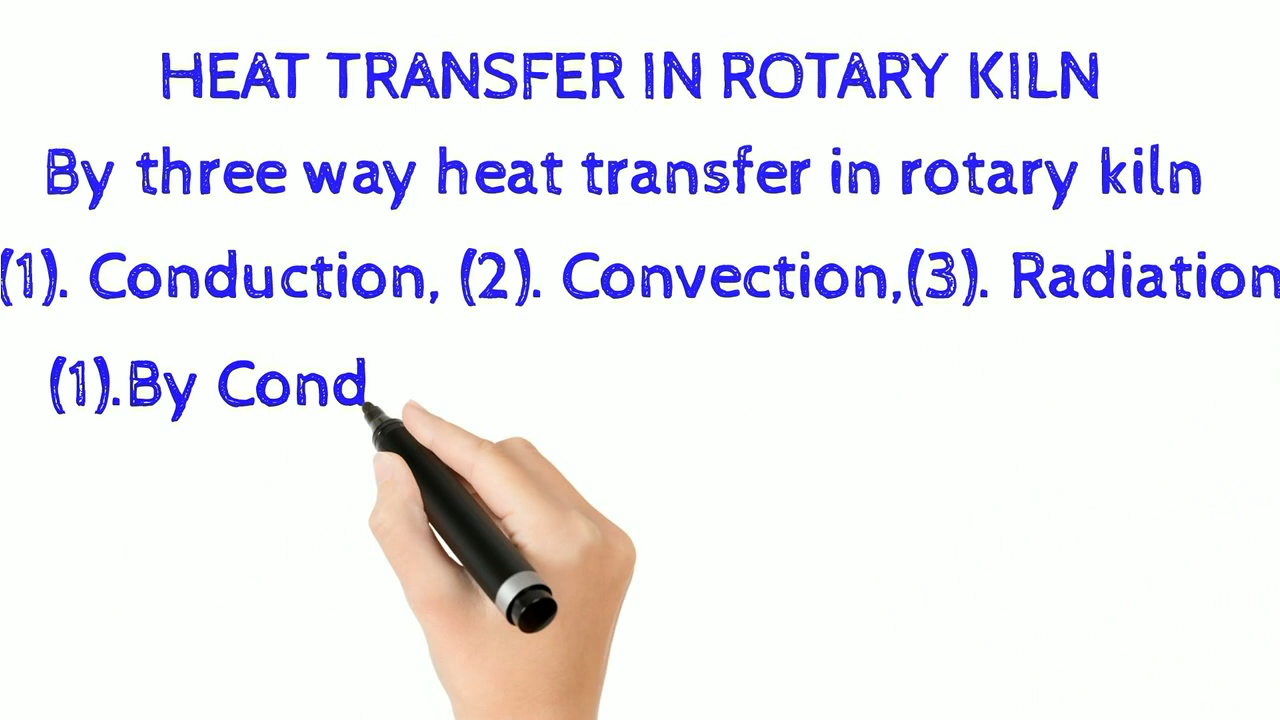 HEAT TRANSFER IN ROTARY KILN
By three way heat transfer in rotary kiln
(1). Conduction, (2). Convection,(3). Radiation
(1).By Cond